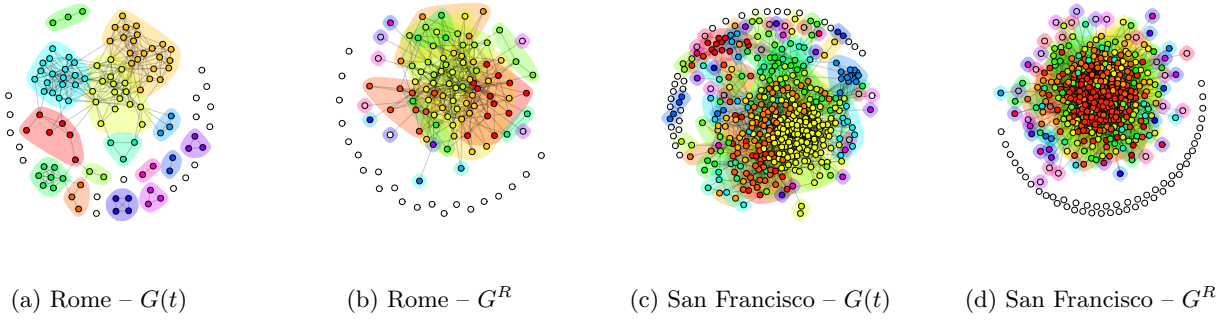 (a) Rome – G(t)
(b) Rome – G^R
(c) San Francisco – G(t)
(d) San Francisco – G^R